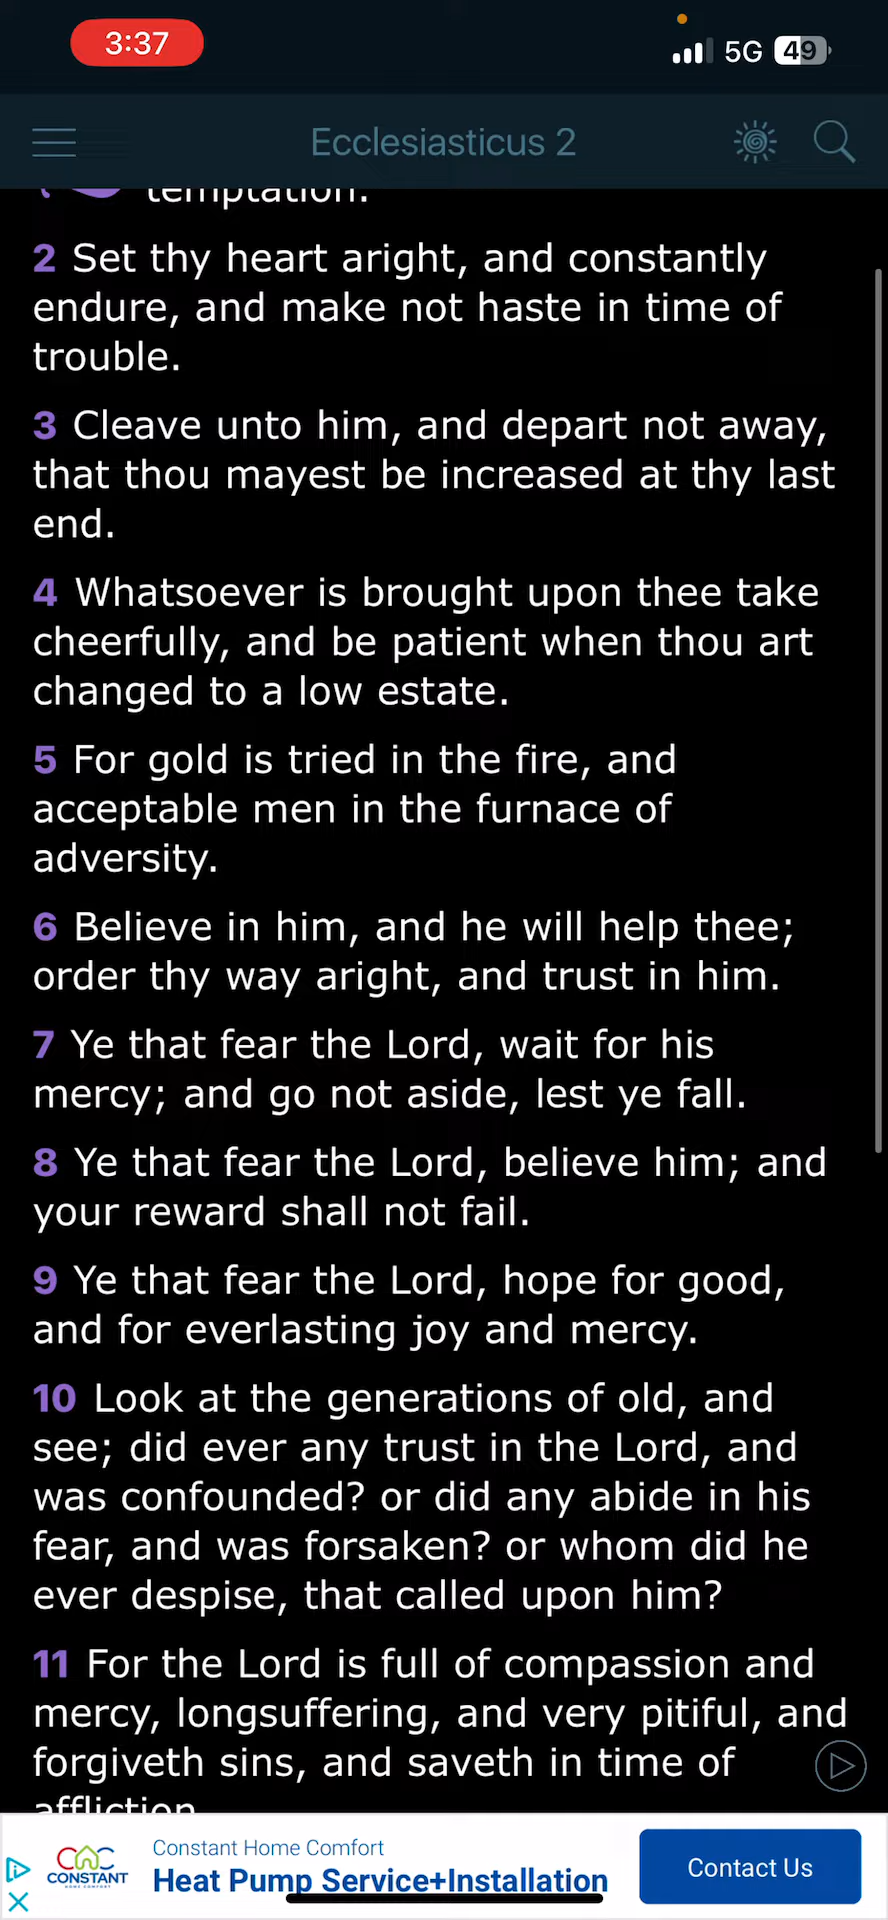 3:37
5G 49
Ecclesiasticus 2
temptation.
2 Set thy heart aright, and constantly
endure, and make not haste in time of
trouble.
3 Cleave unto him, and depart not away,
that thou mayest be increased at thy last
end.
4 Whatsoever is brought upon thee take
cheerfully, and be patient when thou art
changed to a low estate.
5 For gold is tried in the fire, and
acceptable men in the furnace of
adversity.
6 Believe in him, and he will help thee;
order thy way aright, and trust in him.
7 Ye that fear the Lord, wait for his
mercy; and go not aside, lest ye fall.
8 Ye that fear the Lord, believe him; and
your reward shall not fail.
9 Ye that fear the Lord, hope for good,
and for everlasting joy and mercy.
10 Look at the generations of old, and
see; did ever any trust in the Lord, and
was confounded? or did any abide in his
fear, and was forsaken? or whom did he
ever despise, that called upon him?
11 For the Lord is full of compassion and
mercy, longsuffering, and very pitiful, and
forgiveth sins, and saveth in time of
affliction
CONSTANT
HOME COMFORT
Constant Home Comfort
Heat Pump Service+Installation
Contact Us